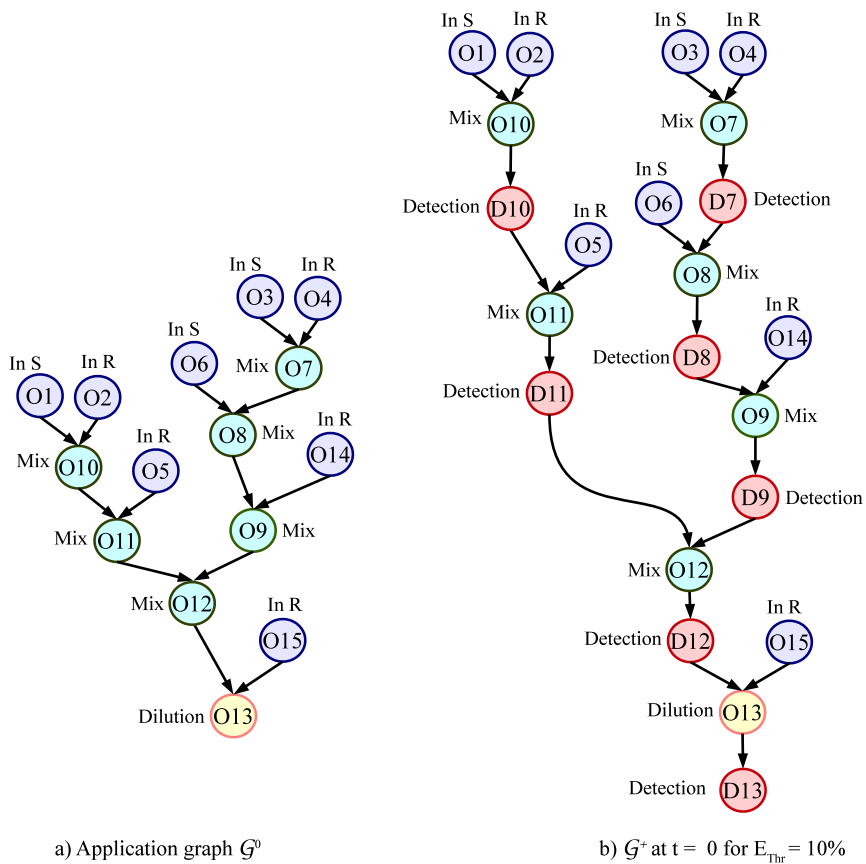 In S
In R
O3
O4
In S
Mix
O7
O6
In S
In R
O1
O2
O8
Mix
In R
Mix
O10
In R
O5
O14
Mix
O11
O9
Mix
Mix
O12
In R
O15
Dilution
O13
a) Application graph 𝒢⁰
In S
In R
O1
O2
Mix
O10
Detection
D10
In R
O5
Mix
O11
Detection
D11
In S
In R
O3
O4
Mix
O7
In S
D7
Detection
O6
O8
Mix
In R
Detection
D8
O14
O9
Mix
D9
Detection
Mix
O12
In R
Detection
D12
O15
Dilution
O13
Detection
D13
b) 𝒢⁺ at t = 0 for E_Thr = 10%